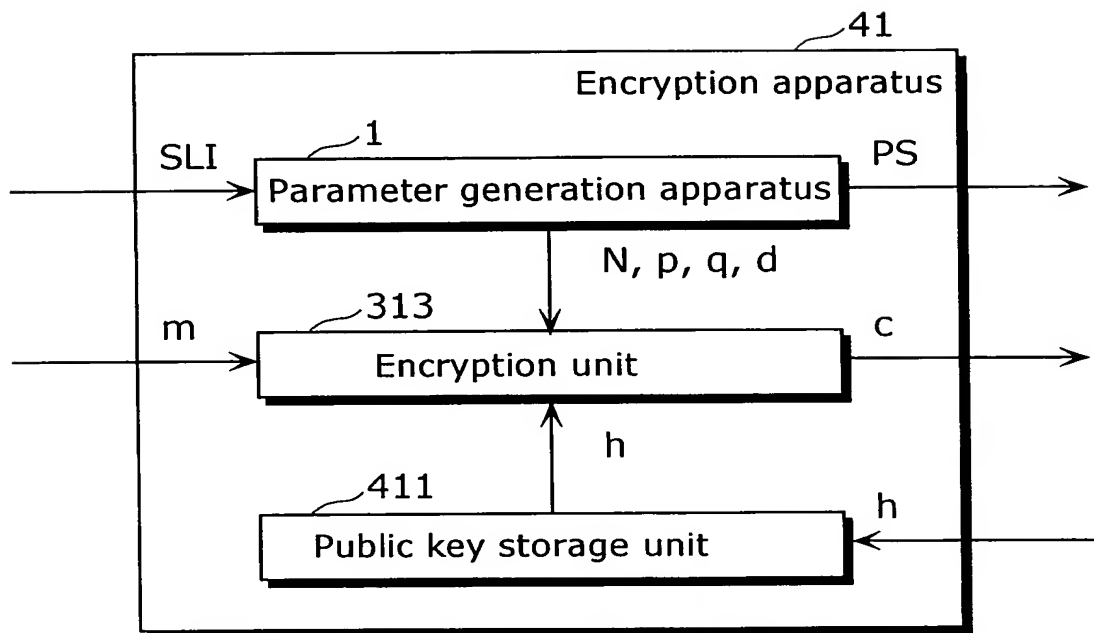 41
Encryption apparatus
SLI
1
PS
Parameter generation apparatus
N, p, q, d
m
313
c
Encryption unit
h
411
h
Public key storage unit